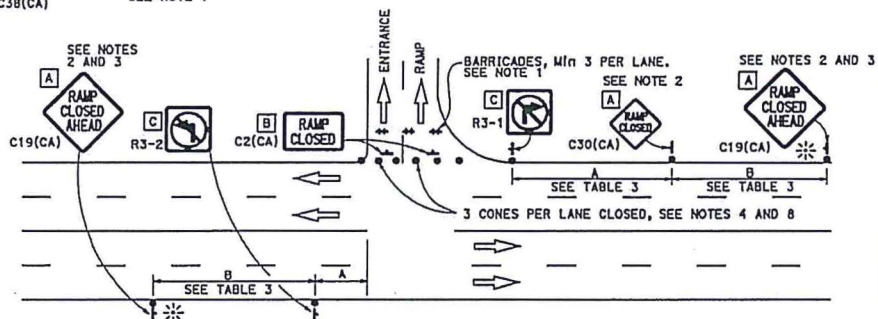 C38(CA)
SEE NOTES
2 AND 3
A
RAMP
CLOSED
AHEAD
C19(CA)
C
R3-2
B
C2(CA)
RAMP
CLOSED
ENTRANCE
RAMP
BARRICADES, Min 3 PER LANE.
SEE NOTE 1
C
R3-1
SEE NOTE 2
A
RAMP
CLOSED
C30(CA)
SEE NOTES 2 AND 3
A
RAMP
CLOSED
AHEAD
C19(CA)
A
SEE TABLE 3
B
SEE TABLE 3
3 CONES PER LANE CLOSED, SEE NOTES 4 AND 8
B
SEE TABLE 3
A